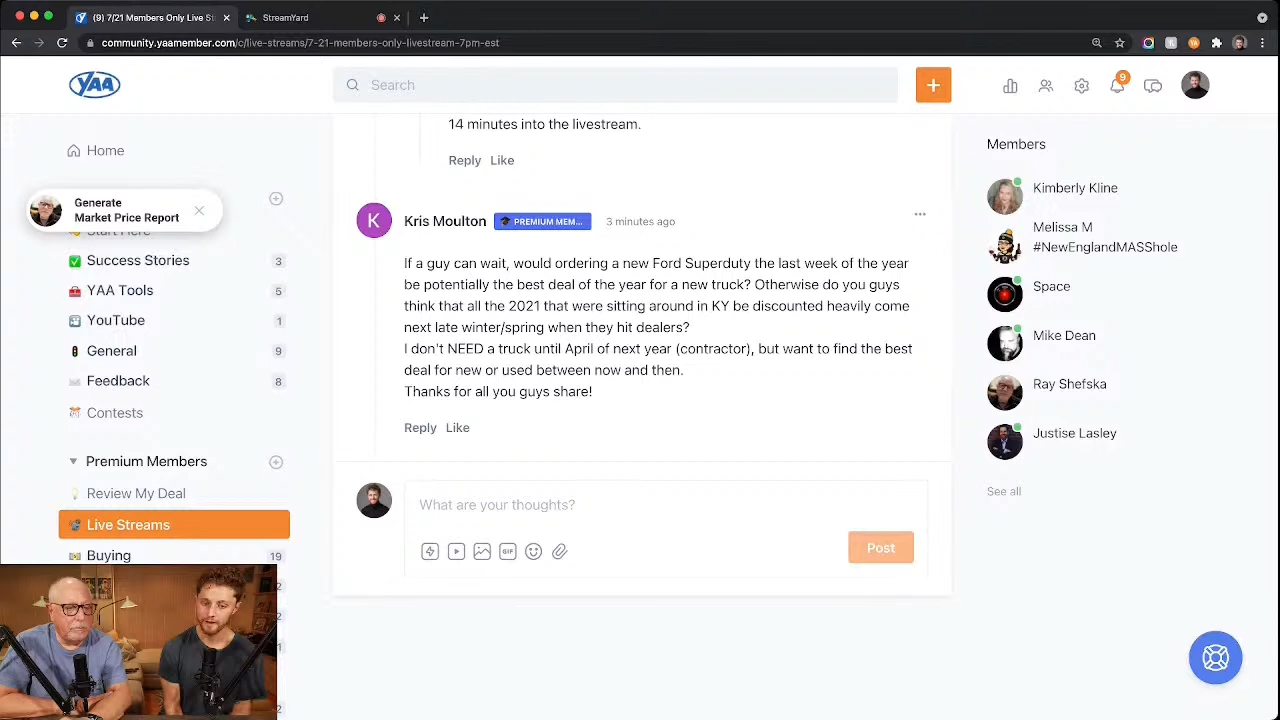 (9) 7/21 Members Only Live St
StreamYard
community.yaamember.com/c/live-streams/7-21-members-only-livestream-7pm-est
YAA
Search
9
Home
Generate
Market Price Report
Start Here
Success Stories 3
YAA Tools 5
YouTube 1
General 9
Feedback 8
Contests
Premium Members
Review My Deal
Live Streams
Buying 19
14 minutes into the livestream.
Reply Like
K
Kris Moulton PREMIUM MEM... 3 minutes ago
If a guy can wait, would ordering a new Ford Superduty the last week of the year
be potentially the best deal of the year for a new truck? Otherwise do you guys
think that all the 2021 that were sitting around in KY be discounted heavily come
next late winter/spring when they hit dealers?
I don't NEED a truck until April of next year (contractor), but want to find the best
deal for new or used between now and then.
Thanks for all you guys share!
Reply Like
What are your thoughts?
GIF
Post
Members
Kimberly Kline
Melissa M
#NewEnglandMASShole
Space
Mike Dean
Ray Shefska
Justise Lasley
See all